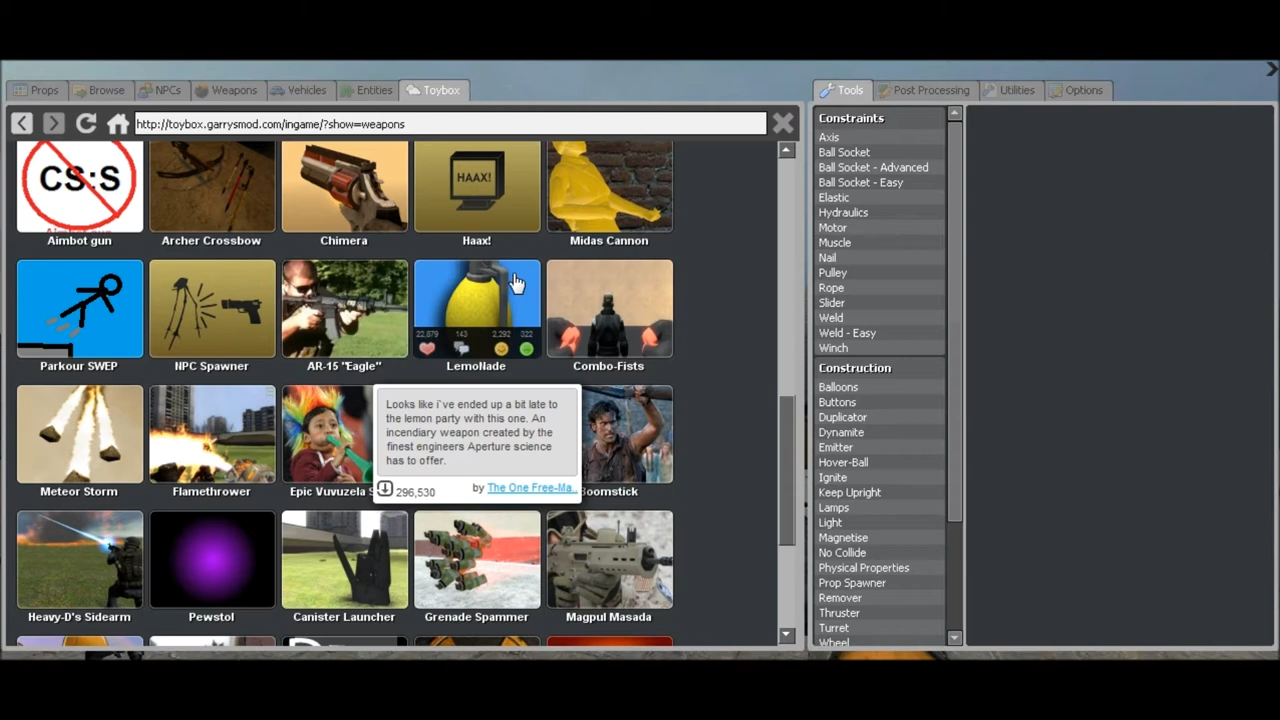 Props
Browse
NPCs
Weapons
Vehicles
Entities
Toybox
Tools
Post Processing
Utilities
Options
http://toybox.garrysmod.com/ingame/?show=weapons
CS:S
HAAX!
Aimbot gun
Archer Crossbow
Chimera
Haax!
Midas Cannon
22,879
143
2,292
322
Parkour SWEP
NPC Spawner
AR-15 "Eagle"
LemoNade
Combo-Fists
Looks like i've ended up a bit late to
the lemon party with this one. An
incendiary weapon created by the
finest engineers Aperture science
has to offer.
296,530
by The One Free-Ma..
Meteor Storm
Flamethrower
Epic Vuvuzela S
Boomstick
Heavy-D's Sidearm
Pewstol
Canister Launcher
Grenade Spammer
Magpul Masada
Constraints
Axis
Ball Socket
Ball Socket - Advanced
Ball Socket - Easy
Elastic
Hydraulics
Motor
Muscle
Nail
Pulley
Rope
Slider
Weld
Weld - Easy
Winch
Construction
Balloons
Buttons
Duplicator
Dynamite
Emitter
Hover-Ball
Ignite
Keep Upright
Lamps
Light
Magnetise
No Collide
Physical Properties
Prop Spawner
Remover
Thruster
Turret
Wheel